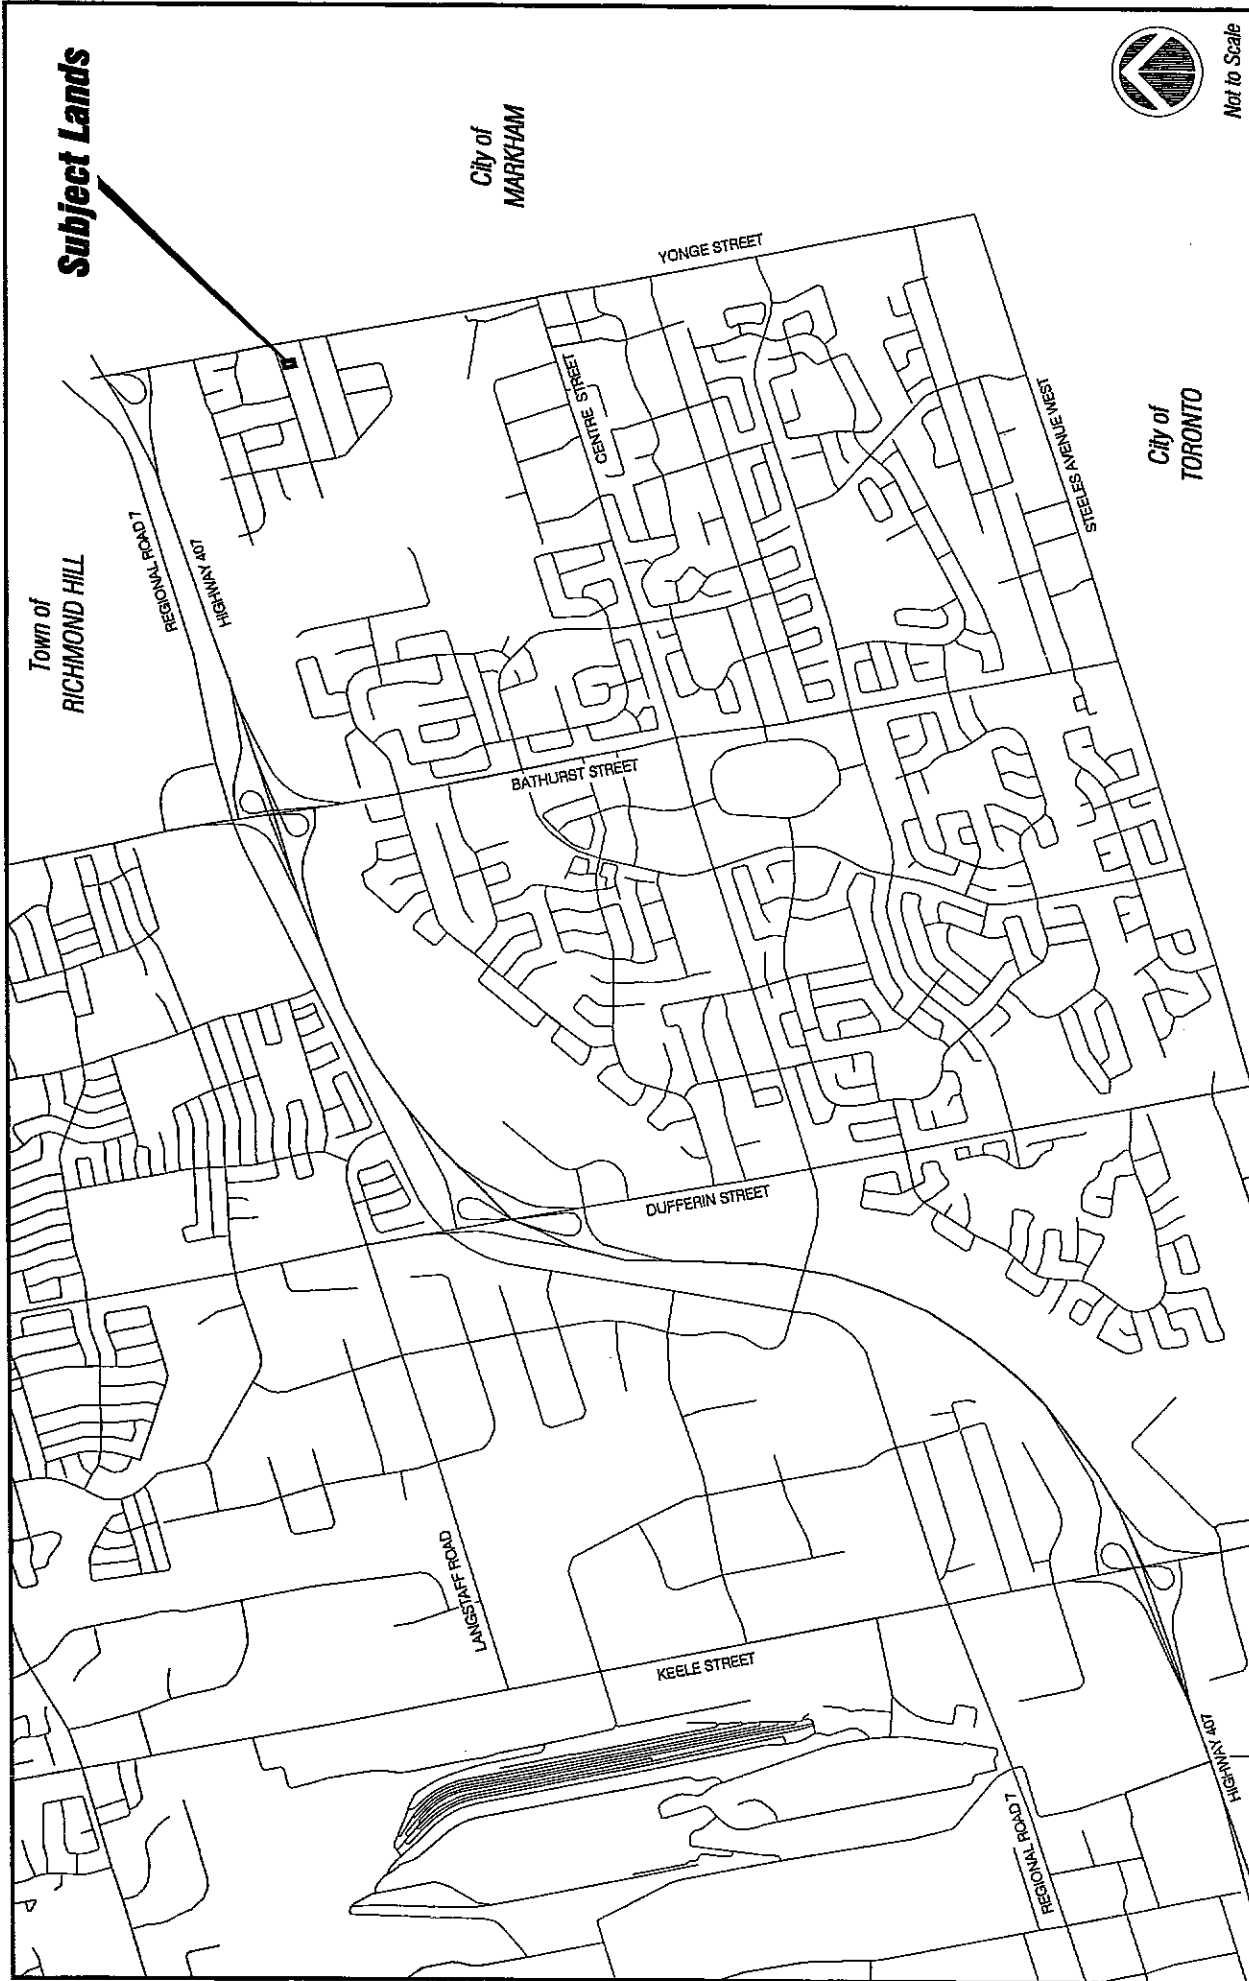 Subject Lands
City of
MARKHAM
Not to Scale
Town of
RICHMOND HILL
REGIONAL ROAD 7
HIGHWAY 407
YONGE STREET
CENTRE STREET
STEELES AVENUE WEST
City of
TORONTO
BATHURST STREET
DUFFERIN STREET
LANGSTAFF ROAD
KEELE STREET
REGIONAL ROAD 7
HIGHWAY 407